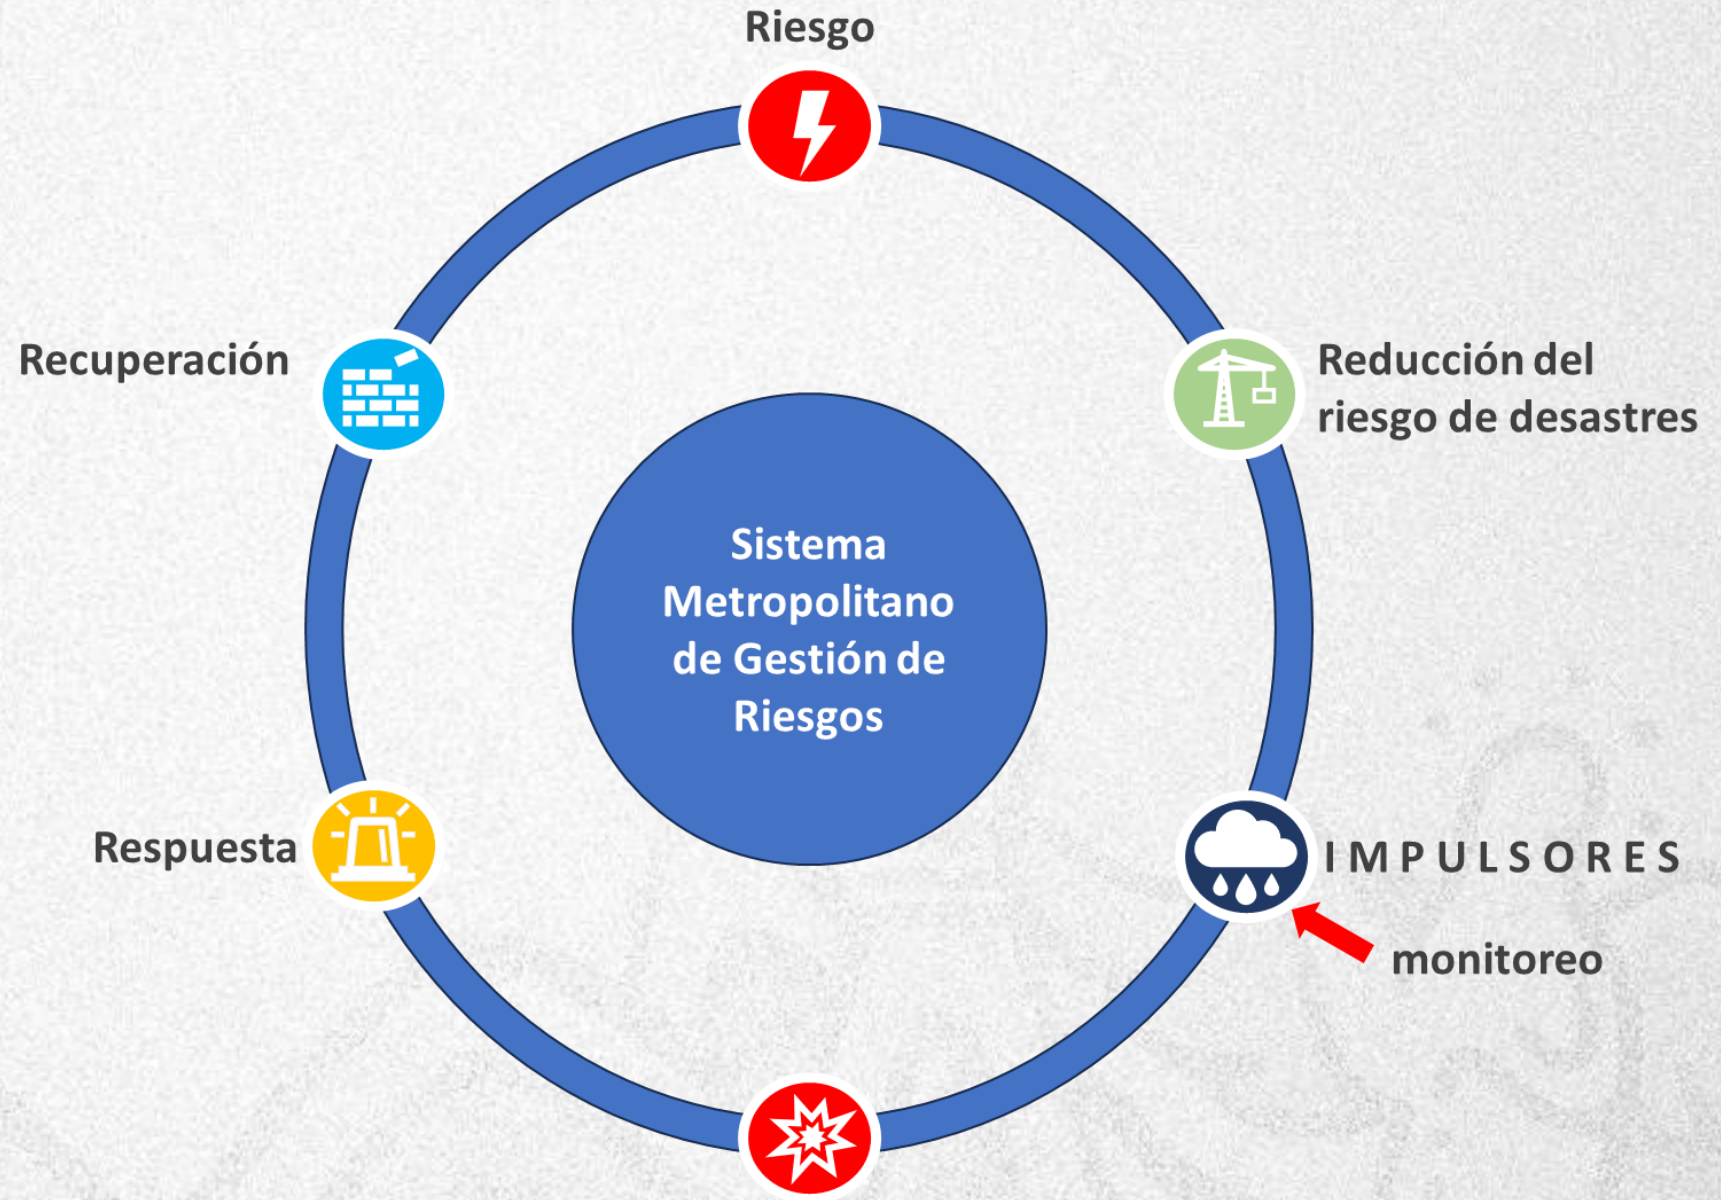 Riesgo
Recuperación
Reducción del
riesgo de desastres
Sistema
Metropolitano
de Gestión de
Riesgos
Respuesta
IMPULSORES
monitoreo